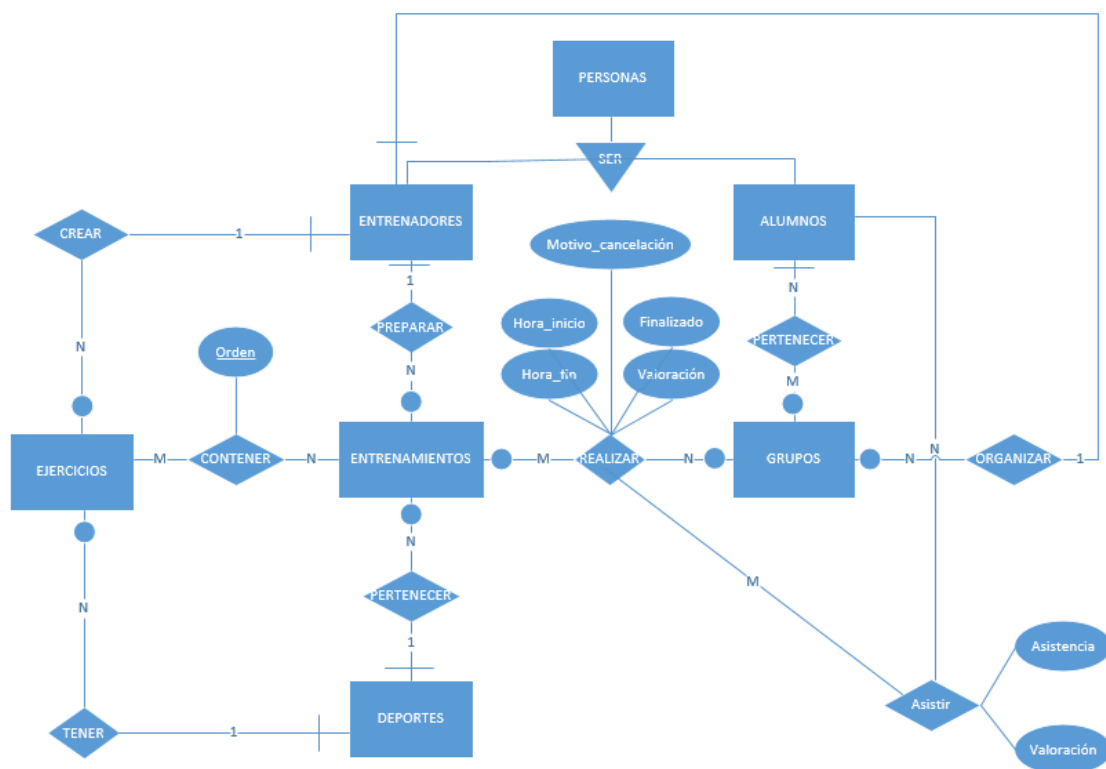 PERSONAS
SER
ENTRENADORES
ALUMNOS
CREAR
1
Motivo_cancelación
1
N
Hora_inicio
Finalizado
PREPARAR
PERTENECER
Orden
Hora_fin
Valoración
N
N
M
EJERCICIOS
M
CONTENER
N
ENTRENAMIENTOS
M
REALIZAR
N
GRUPOS
N
N
ORGANIZAR
1
N
PERTENECER
M
N
1
Asistencia
DEPORTES
Asistir
TENER
1
Valoración